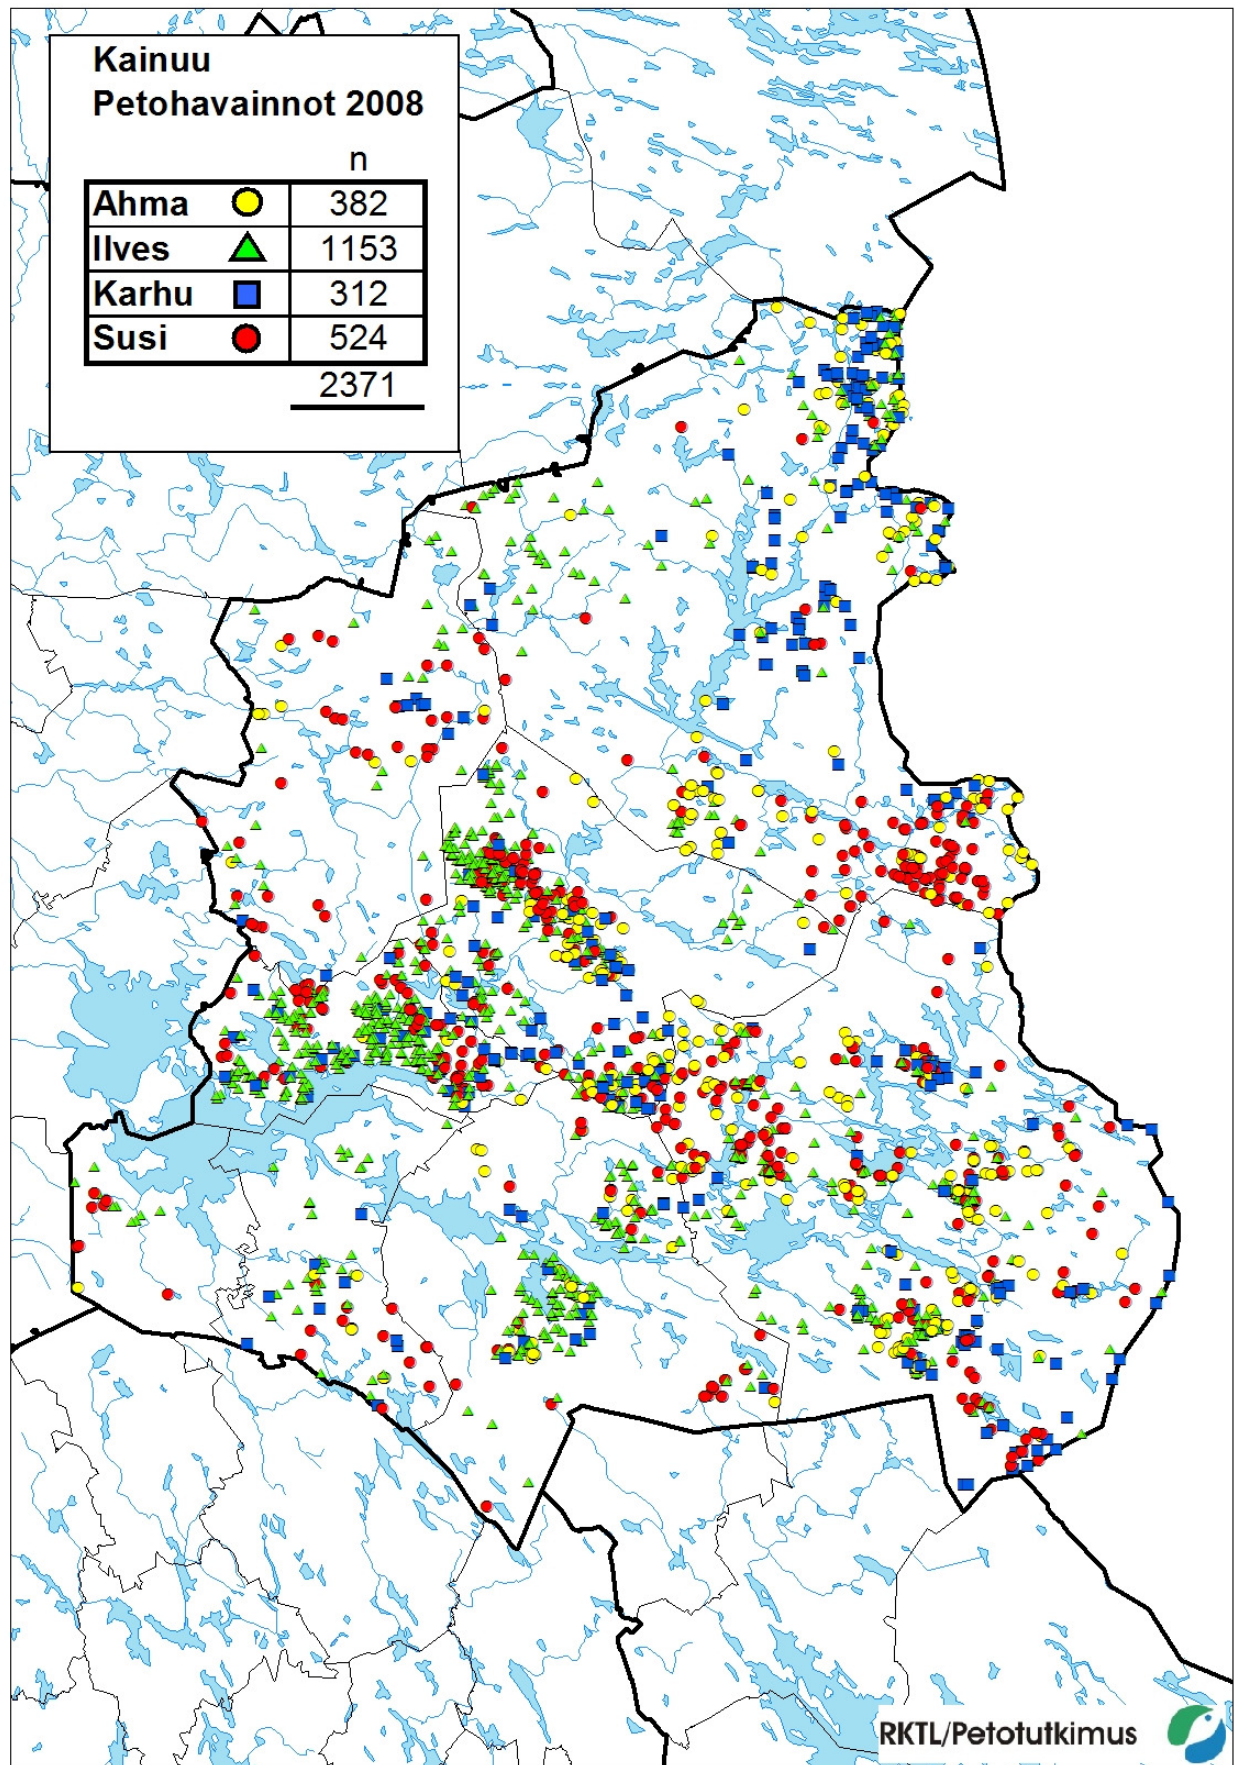 Kainuu
Petohavainnot 2008
n
Ahma 382
Ilves 1153
Karhu 312
Susi 524
2371
RKTL/Petotutkimus